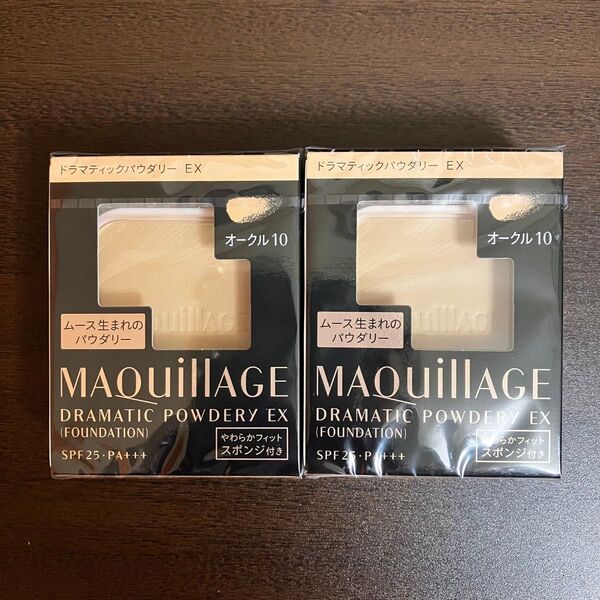 ドラマティックパウダリー EX
オークル10
MAQuillAGE
ムース生まれの
パウダリー
MAQuillAGE
DRAMATIC POWDERY EX
(FOUNDATION)
SPF25・PA+++
やわらかフィット
スポンジ付き
ドラマティックパウダリー EX
オークル10
ムース生まれの
パウダリー
MAQuillAGE
DRAMATIC POWDERY EX
(FOUNDATION)
SPF25・PA+++
やわらかフィット
スポンジ付き